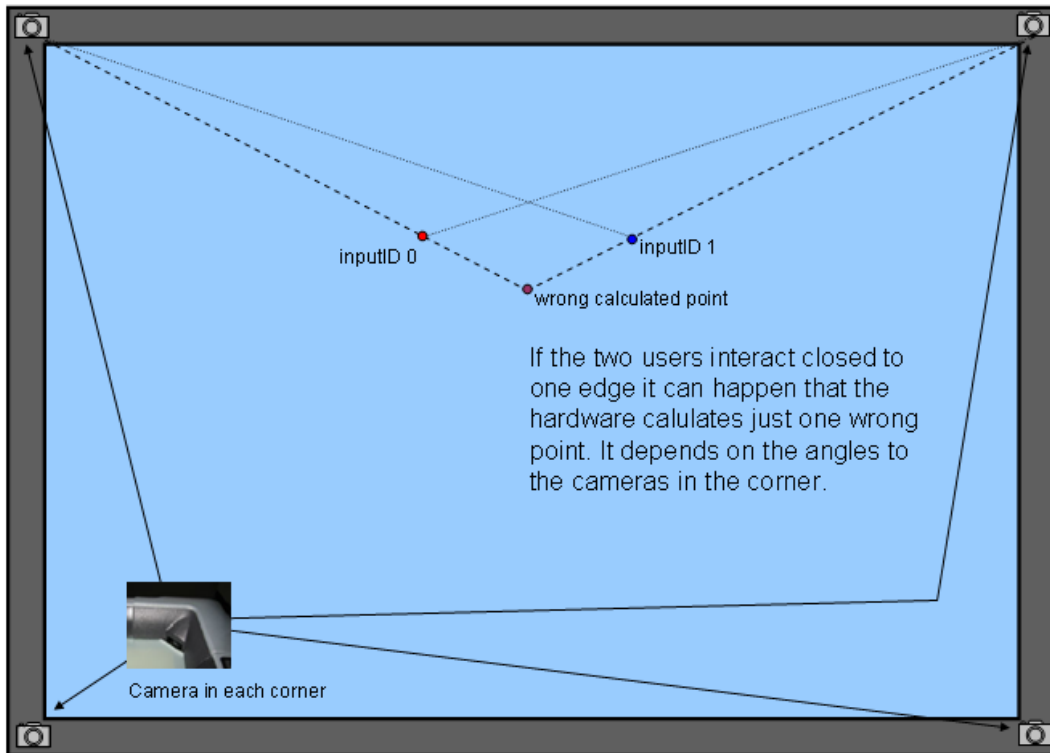 inputID 0
inputID 1
wrong calculated point
If the two users interact closed to
one edge it can happen that the
hardware calulates just one wrong
point. It depends on the angles to
the cameras in the corner.
Camera in each corner